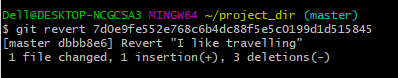 Dell@DESKTOP-NCGCSA3 MINGW64 ~/project_dir (master)
$ git revert 7d0e9fe552e768c6b4dc88f5e5c0199d1d515845
[master dbbb8e6] Revert "I like travelling"
1 file changed, 1 insertion(+), 3 deletions(-)